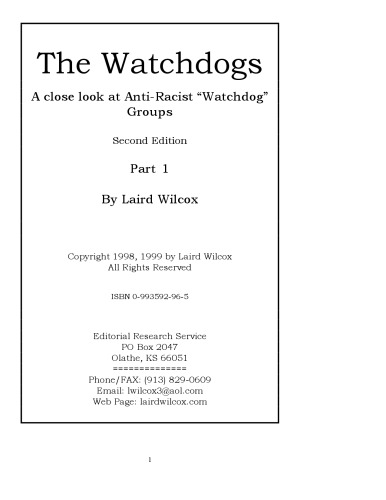 The Watchdogs
A close look at Anti-Racist “Watchdog”
Groups
Second Edition
Part 1
By Laird Wilcox
Copyright 1998, 1999 by Laird Wilcox
All Rights Reserved
ISBN 0-993592-96-5
Editorial Research Service
PO Box 2047
Olathe, KS 66051
==============
Phone/FAX: (913) 829-0609
Email: lwilcox3@aol.com
Web Page: lairdwilcox.com
1